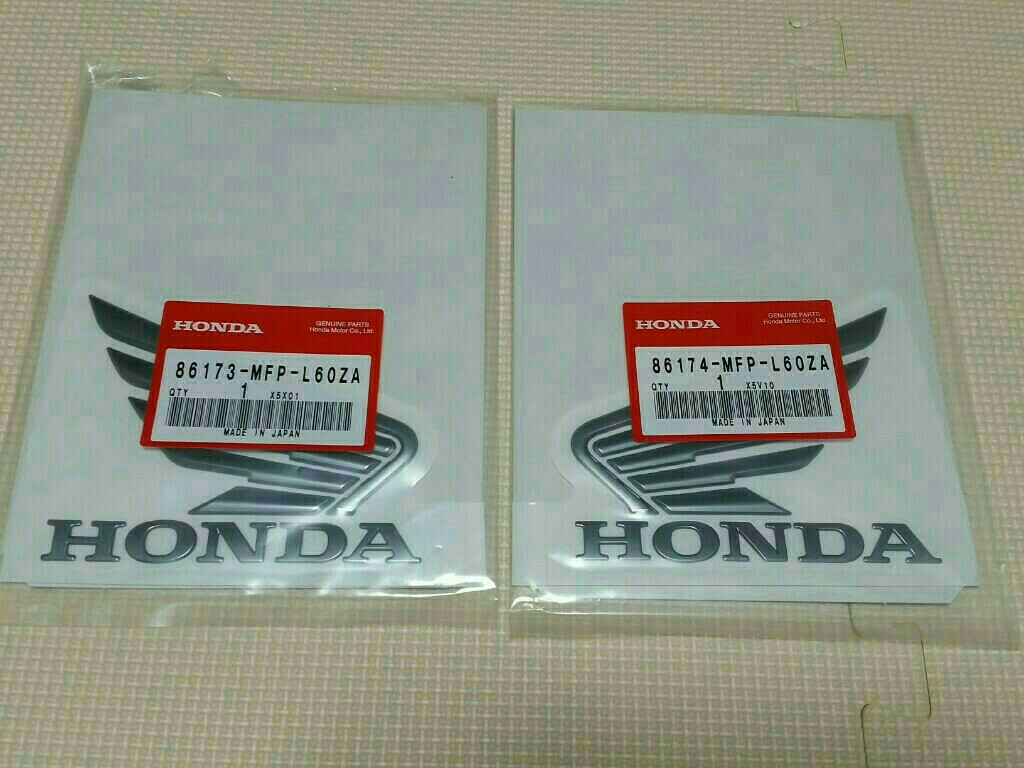 HONDA
GENUINE PARTS
Honda Motor Co., Ltd.
86173-MFP-L60ZA
QTY 1 X5X01
MADE IN JAPAN
HONDA
HONDA
GENUINE PARTS
Honda Motor Co., Ltd.
86174-MFP-L60ZA
QTY 1 X5V10
MADE IN JAPAN
HONDA